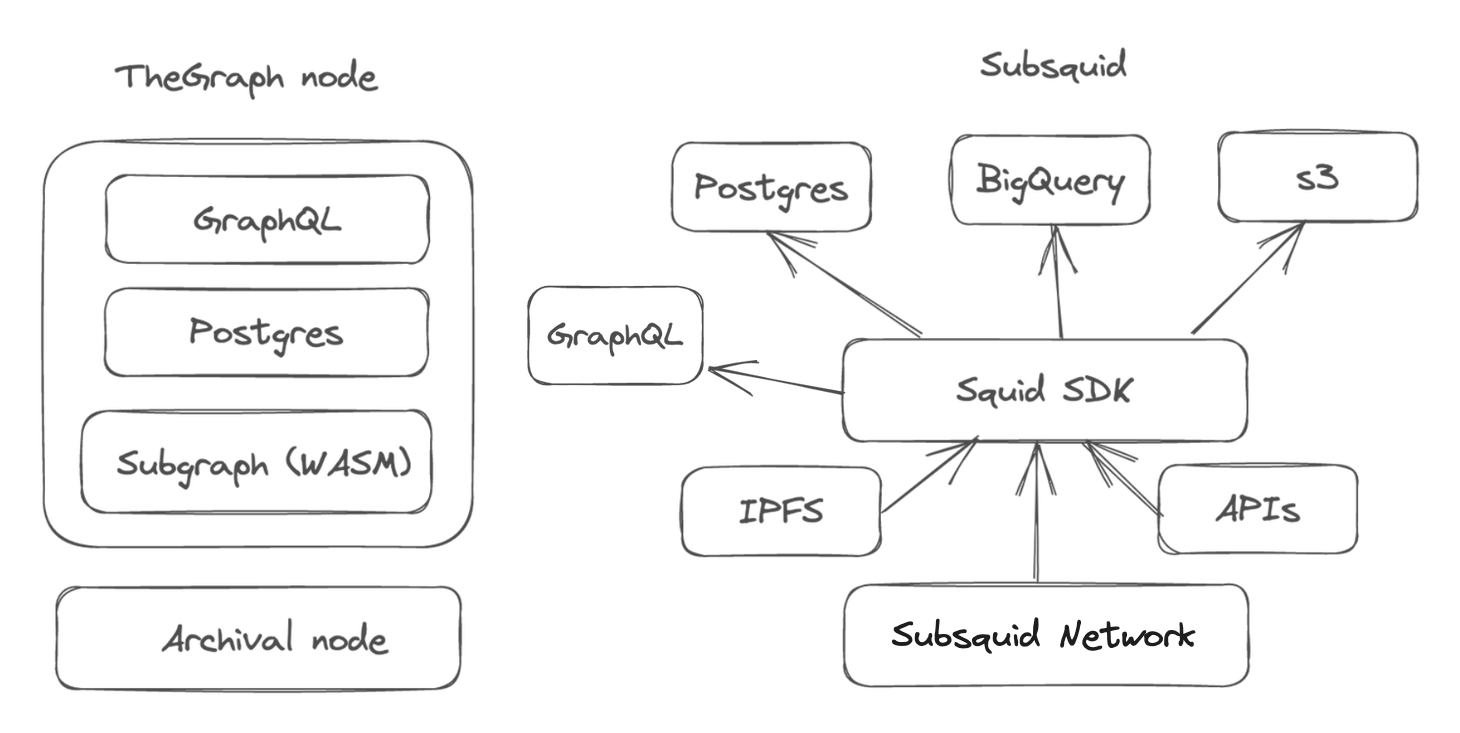 TheGraph node
GraphQL
Postgres
Subgraph (WASM)
Archival node
Subsquid
Postgres
BigQuery
s3
GraphQL
Squid SDK
IPFS
APIs
Subsquid Network